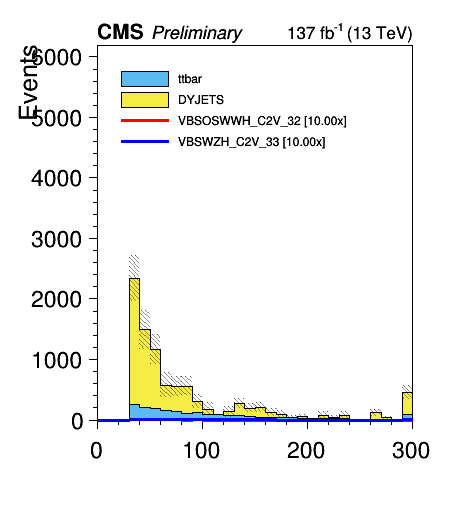 CMS Preliminary 137 fb⁻¹ (13 TeV)
Events
6000
ttbar
DYJETS
5000
VBSOSWWH_C2V_32 [10.00x]
VBSWZH_C2V_33 [10.00x]
4000
3000
2000
1000
0
0 100 200 300